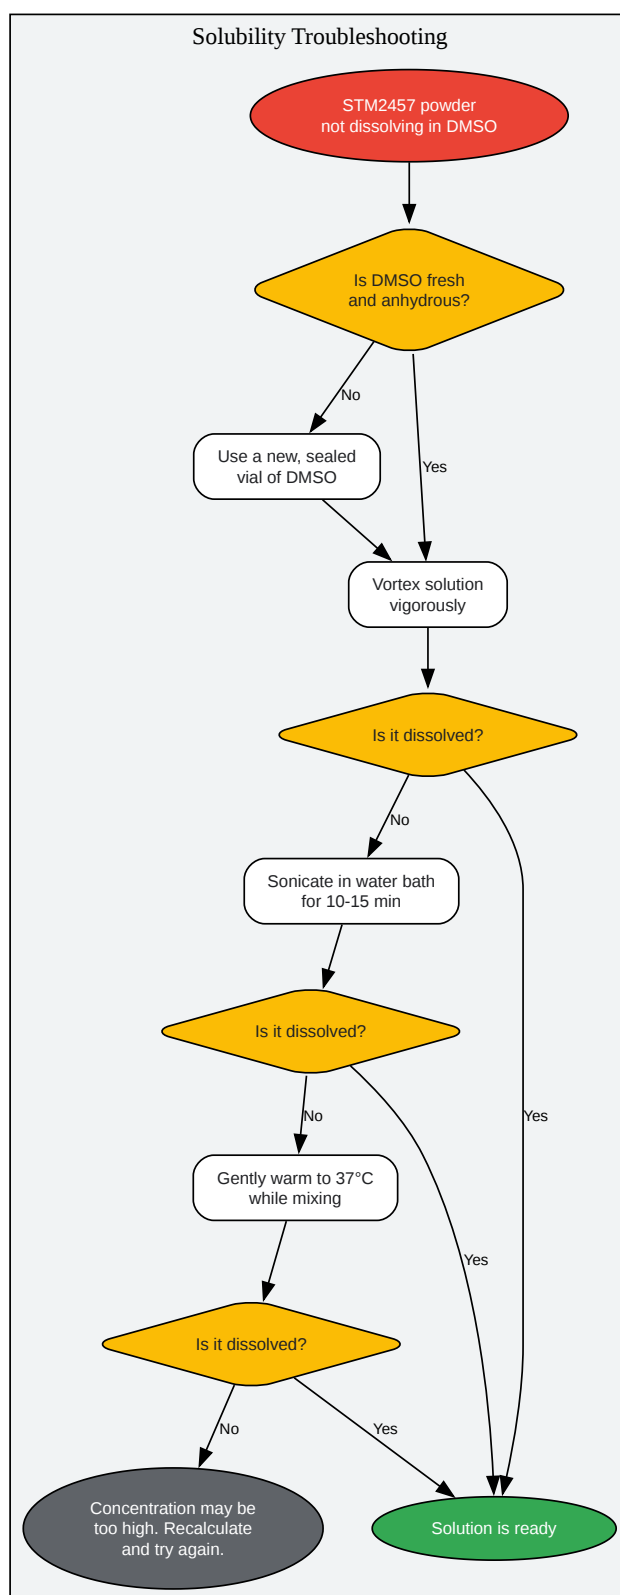 Solubility Troubleshooting
STM2457 powder
not dissolving in DMSO
Is DMSO fresh
and anhydrous?
No
Use a new, sealed
vial of DMSO
Yes
Vortex solution
vigorously
Is it dissolved?
No
Sonicate in water bath
for 10-15 min
Is it dissolved?
No
Yes
Gently warm to 37°C
while mixing
Yes
Is it dissolved?
No
Yes
Concentration may be
too high. Recalculate
and try again.
Solution is ready